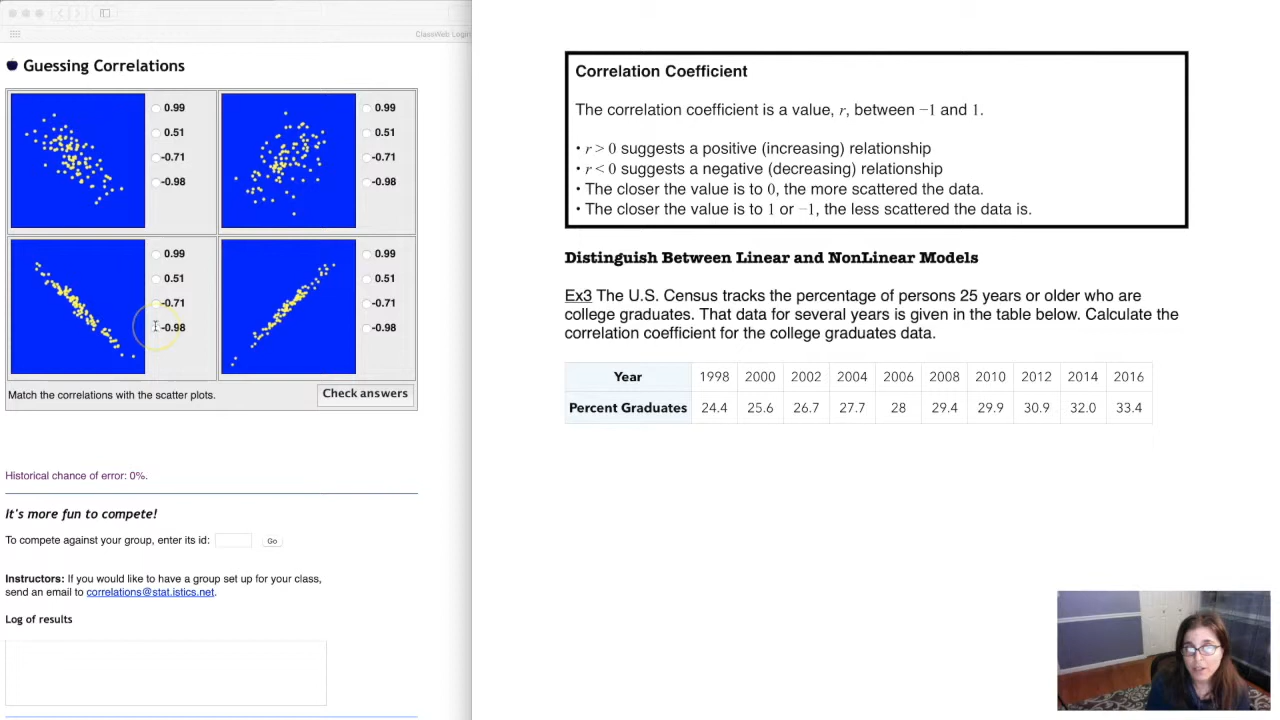 ClassWeb Login
Guessing Correlations
0.99
0.51
-0.71
-0.98
0.99
0.51
-0.71
-0.98
0.99
0.51
-0.71
-0.98
0.99
0.51
-0.71
-0.98
Match the correlations with the scatter plots.
Check answers
Historical chance of error: 0%.
It's more fun to compete!
To compete against your group, enter its id:
Go
Instructors: If you would like to have a group set up for your class,
send an email to correlations@stat.istics.net.
Log of results
Correlation Coefficient
The correlation coefficient is a value, r, between −1 and 1.
• r > 0 suggests a positive (increasing) relationship
• r < 0 suggests a negative (decreasing) relationship
• The closer the value is to 0, the more scattered the data.
• The closer the value is to 1 or −1, the less scattered the data is.
Distinguish Between Linear and NonLinear Models
Ex3 The U.S. Census tracks the percentage of persons 25 years or older who are
college graduates. That data for several years is given in the table below. Calculate the
correlation coefficient for the college graduates data.
Year 1998 2000 2002 2004 2006 2008 2010 2012 2014 2016
Percent Graduates 24.4 25.6 26.7 27.7 28 29.4 29.9 30.9 32.0 33.4